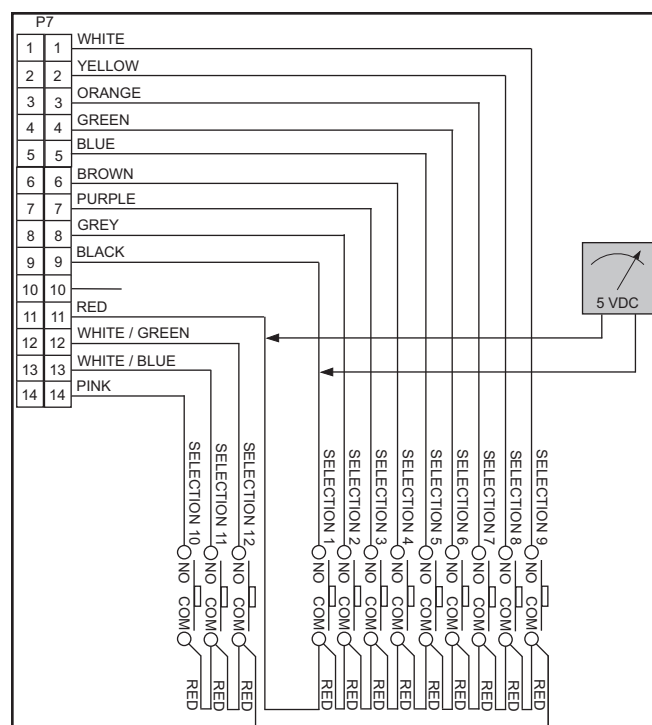 P7
1 1 WHITE
2 2 YELLOW
3 3 ORANGE
4 4 GREEN
5 5 BLUE
6 6 BROWN
7 7 PURPLE
8 8 GREY
9 9 BLACK
10 10
11 11 RED
12 12 WHITE / GREEN
13 13 WHITE / BLUE
14 14 PINK
5 VDC
SELECTION 10
SELECTION 11
SELECTION 12
SELECTION 1
SELECTION 2
SELECTION 3
SELECTION 4
SELECTION 5
SELECTION 6
SELECTION 7
SELECTION 8
SELECTION 9
NO COM
NO COM
NO COM
NO COM
NO COM
NO COM
NO COM
NO COM
NO COM
NO COM
NO COM
NO COM
RED
RED
RED
RED
RED
RED
RED
RED
RED
RED
RED
RED